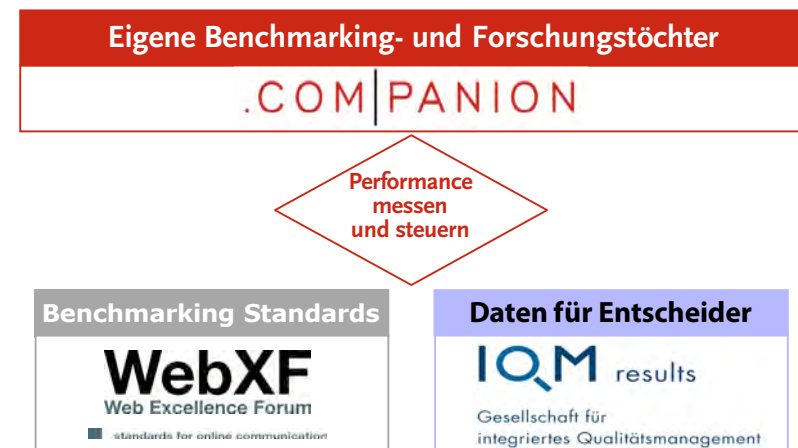 Eigene Benchmarking- und Forschungstöchter
.COM|PANION
Performance
messen
und steuern
Benchmarking Standards
WebXF
Web Excellence Forum
standards for online communication
Daten für Entscheider
IQM results
Gesellschaft für
integriertes Qualitätsmanagement